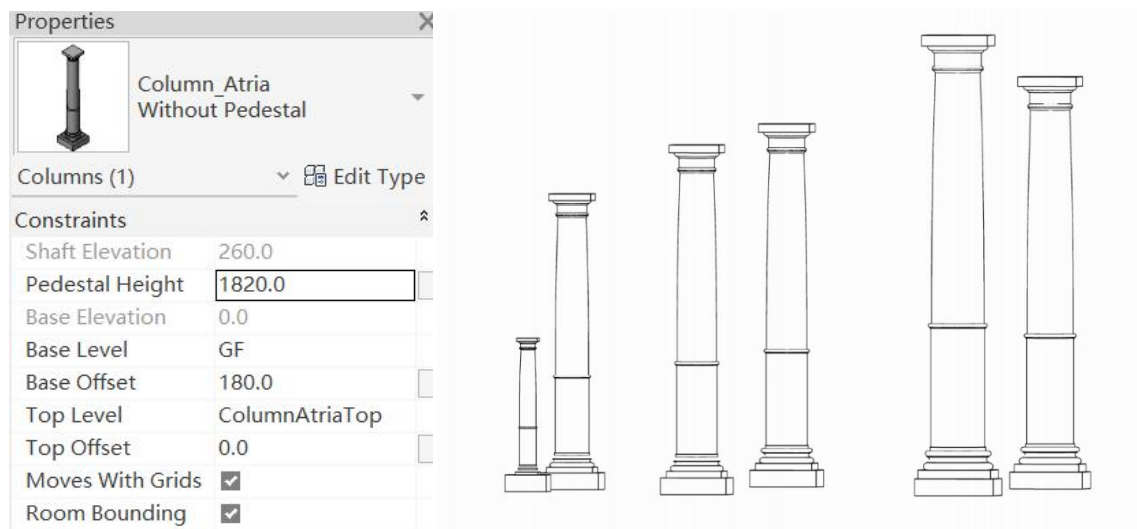 Properties
Column_Atria
Without Pedestal
Columns (1)
Edit Type
Constraints
Shaft Elevation 260.0
Pedestal Height 1820.0
Base Elevation 0.0
Base Level GF
Base Offset 180.0
Top Level ColumnAtriaTop
Top Offset 0.0
Moves With Grids
Room Bounding